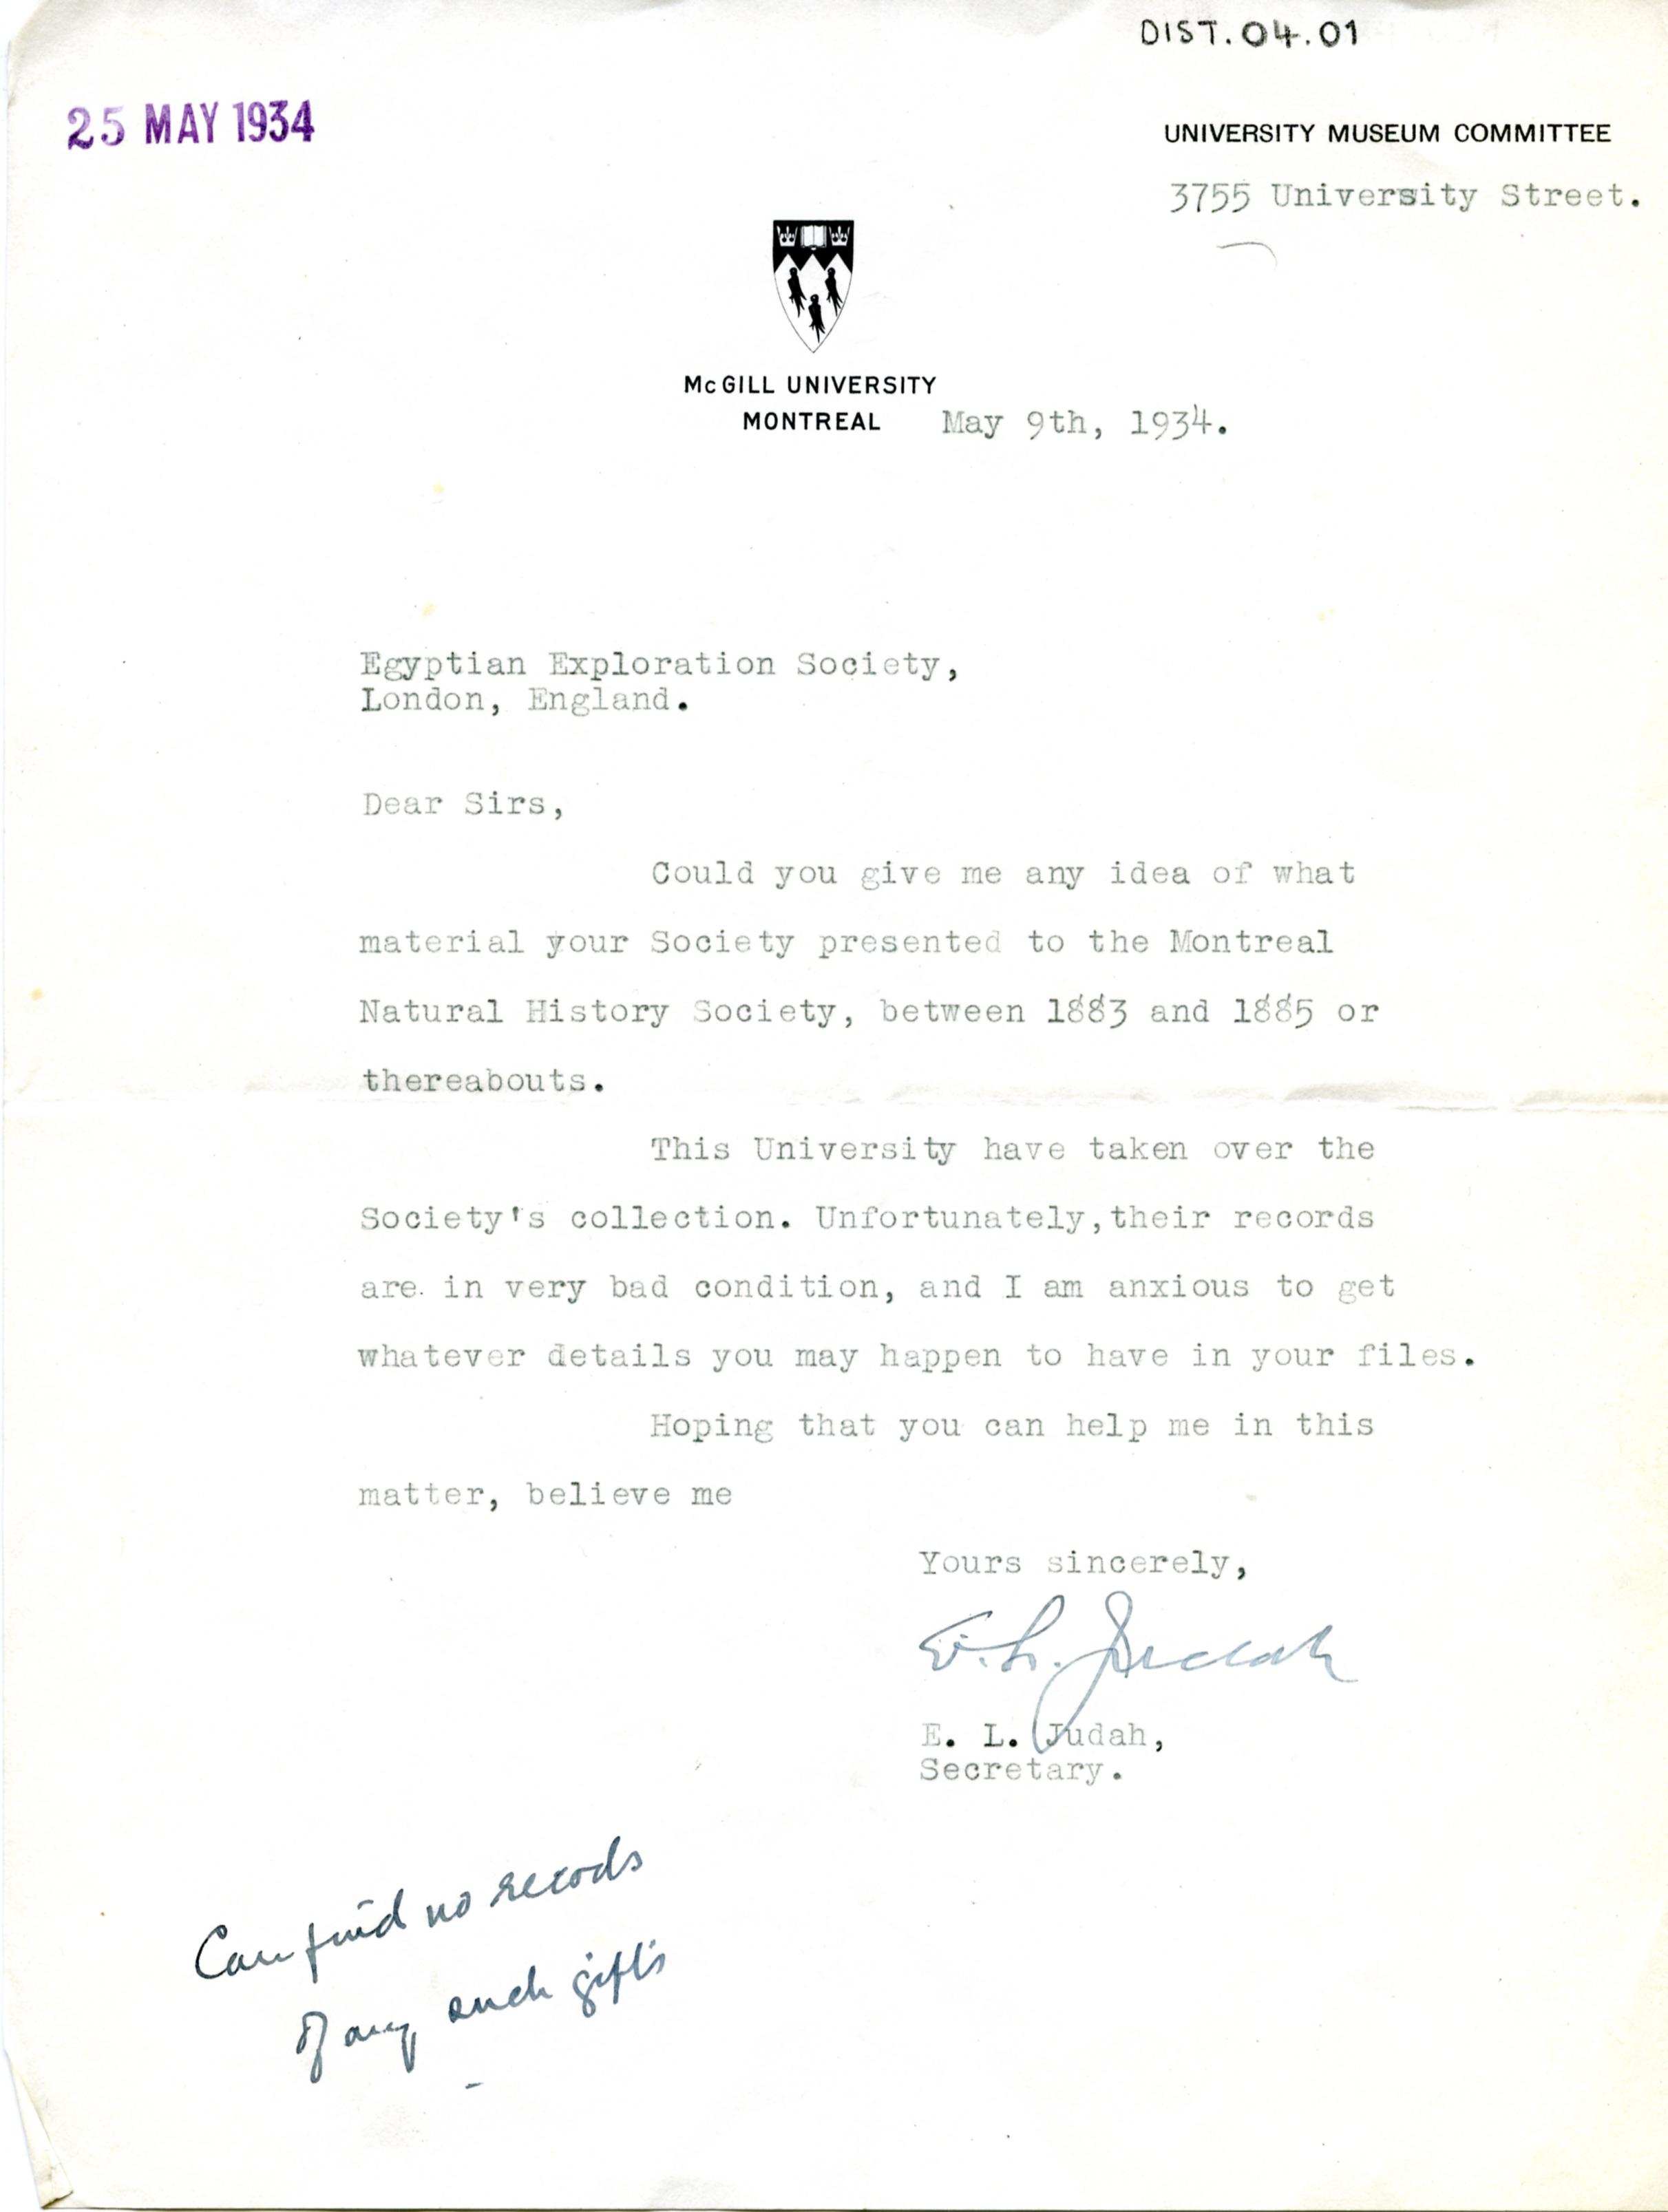 DIST.04.01
25 MAY 1934
UNIVERSITY MUSEUM COMMITTEE
3755 University Street.
McGILL UNIVERSITY
MONTREAL
May 9th, 1934.
Egyptian Exploration Society,
London, England.
Dear Sirs,
Could you give me any idea of what
material your Society presented to the Montreal
Natural History Society, between 1883 and 1885 or
thereabouts.
This University have taken over the
Society's collection. Unfortunately,their records
are in very bad condition, and I am anxious to get
whatever details you may happen to have in your files.
Hoping that you can help me in this
matter, believe me
Yours sincerely,
E. L. Judah
E. L. Judah,
Secretary.
Can find no records
of any such gifts